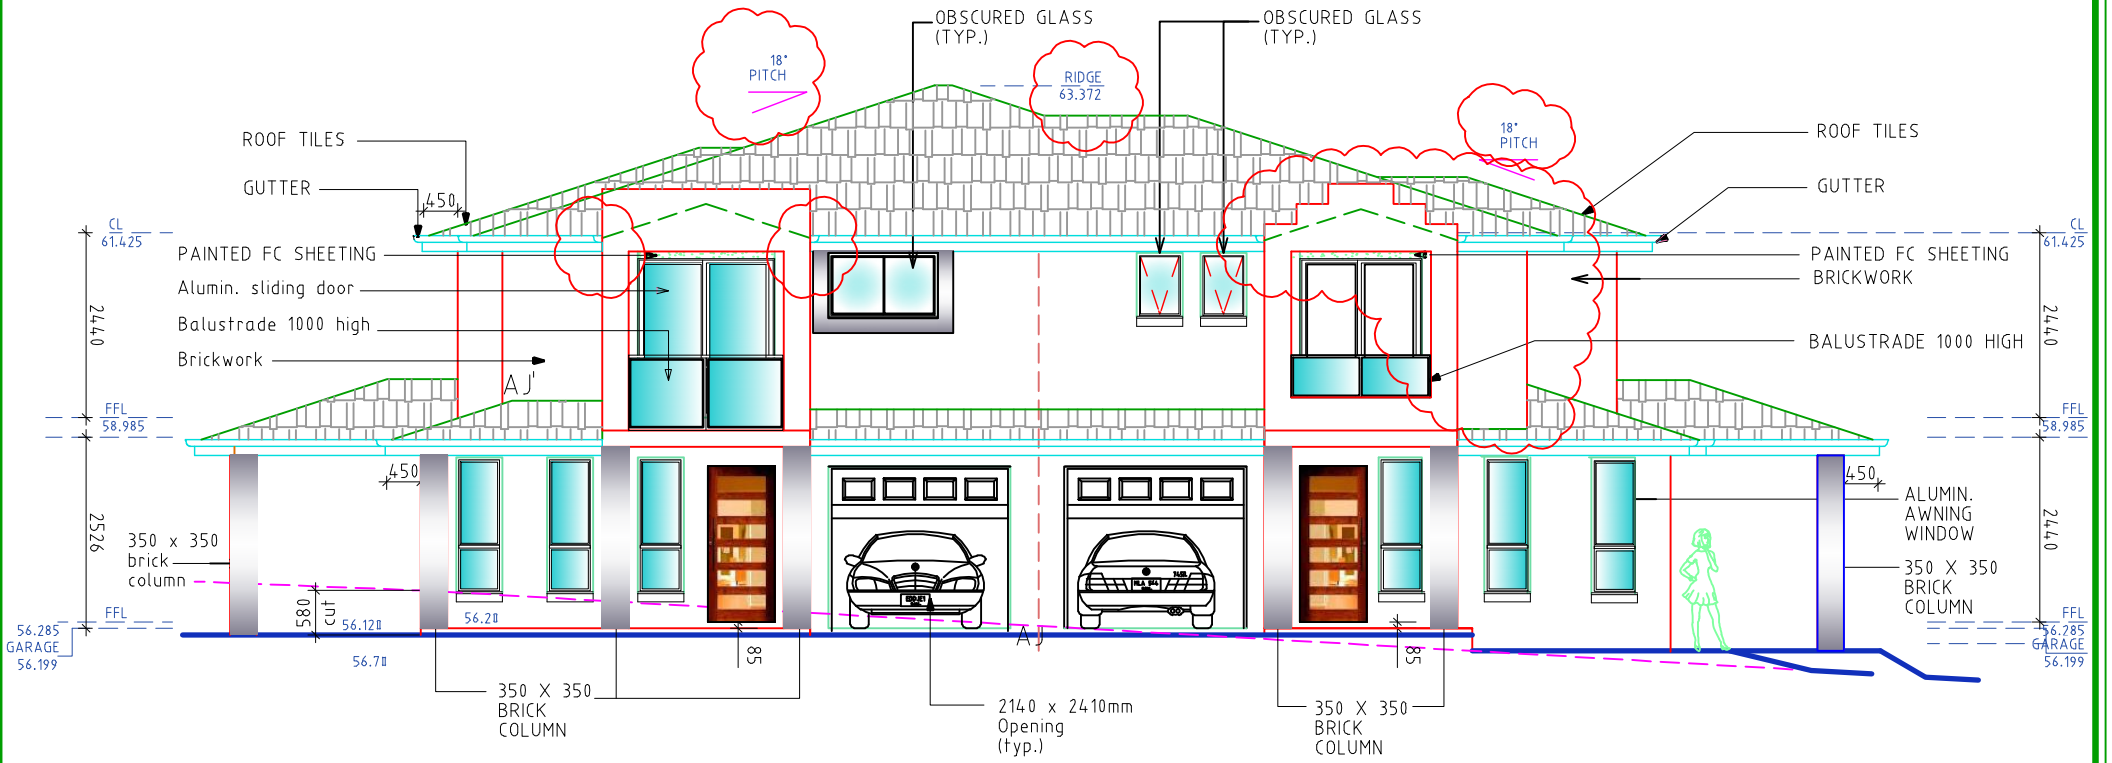 OBSCURED GLASS
(TYP.)
OBSCURED GLASS
(TYP.)
18°
PITCH
RIDGE
63.372
18°
PITCH
ROOF TILES
GUTTER
450
CL
61.425
PAINTED FC SHEETING
Alumin. sliding door
Balustrade 1000 high
Brickwork
2440
AJ'
FFL
58.985
ROOF TILES
GUTTER
CL
61.425
PAINTED FC SHEETING
BRICKWORK
2440
BALUSTRADE 1000 HIGH
FFL
58.985
450
2526
350 x 350
brick
column
580
cut
FFL
56.285
GARAGE
56.199
56.12
56.2
56.7
85
350 X 350
BRICK
COLUMN
AJ
2140 x 2410mm
Opening
(typ.)
85
350 X 350
BRICK
COLUMN
450
ALUMIN.
AWNING
WINDOW
2440
350 X 350
BRICK
COLUMN
FFL
56.285
GARAGE
56.199